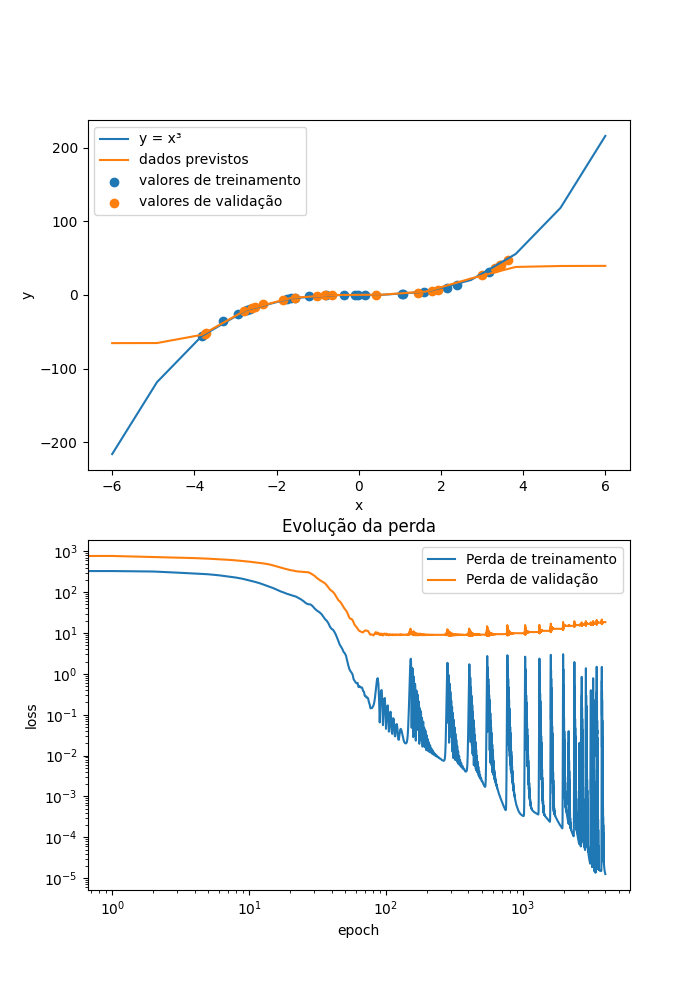 y = x³
dados previstos
valores de treinamento
valores de validação
200
100
0
−100
−200
y
−6
−4
−2
0
2
4
6
x
Evolução da perda
Perda de treinamento
Perda de validação
10³
10²
10¹
10⁰
10⁻¹
10⁻²
10⁻³
10⁻⁴
10⁻⁵
loss
10⁰
10¹
10²
10³
epoch